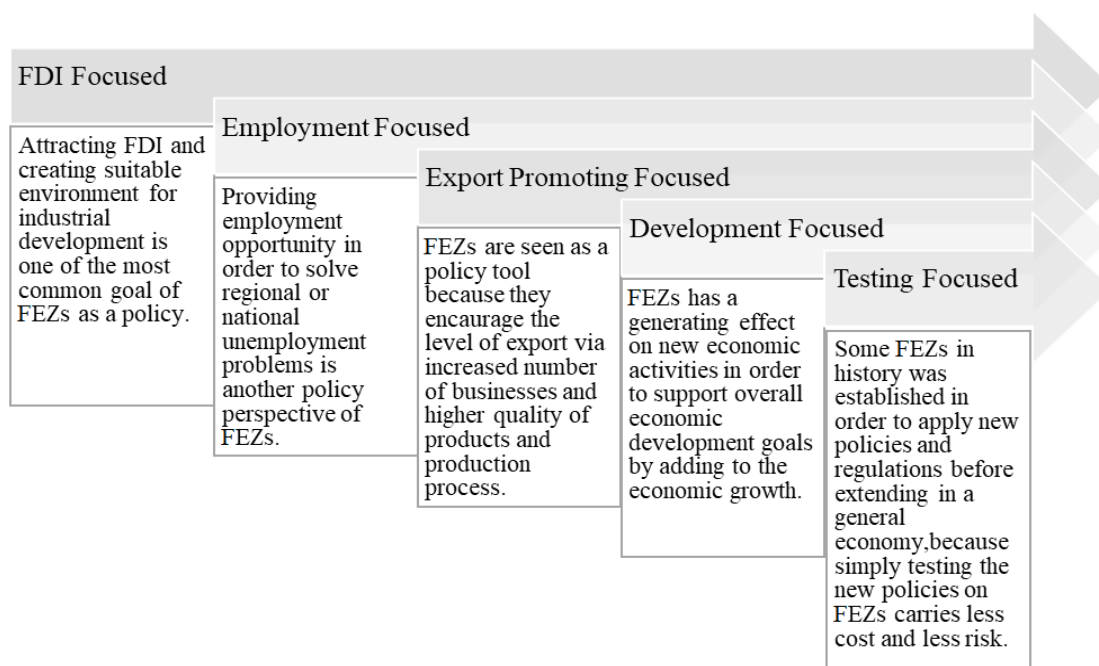 FDI Focused
Attracting FDI and
creating suitable
environment for
industrial
development is
one of the most
common goal of
FEZs as a policy.
Employment Focused
Providing
employment
opportunity in
order to solve
regional or
national
unemployment
problems is
another policy
perspective of
FEZs.
Export Promoting Focused
FEZs are seen as a
policy tool
because they
encaurage the
level of export via
increased number
of businesses and
higher quality of
products and
production
process.
Development Focused
FEZs has a
generating effect
on new economic
activities in order
to support overall
economic
development goals
by adding to the
economic growth.
Testing Focused
Some FEZs in
history was
established in
order to apply new
policies and
regulations before
extending in a
general
economy,because
simply testing the
new policies on
FEZs carries less
cost and less risk.